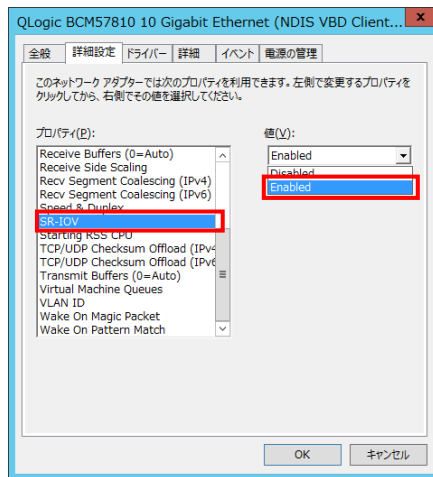 QLogic BCM57810 10 Gigabit Ethernet (NDIS VBD Client...
全般 詳細設定 ドライバー 詳細 イベント 電源の管理
このネットワーク アダプターでは次のプロパティを利用できます。左側で変更するプロパティを
クリックしてから、右側でその値を選択してください。
プロパティ(P):
Receive Buffers (0=Auto)
Receive Side Scaling
Recv Segment Coalescing (IPv4)
Recv Segment Coalescing (IPv6)
Speed & Duplex
SR-IOV
Starting RSS CPU
TCP/UDP Checksum Offload (IPv4
TCP/UDP Checksum Offload (IPv6
Transmit Buffers (0=Auto)
Virtual Machine Queues
VLAN ID
Wake On Magic Packet
Wake On Pattern Match
値(V):
Enabled
Disabled
Enabled
OK キャンセル